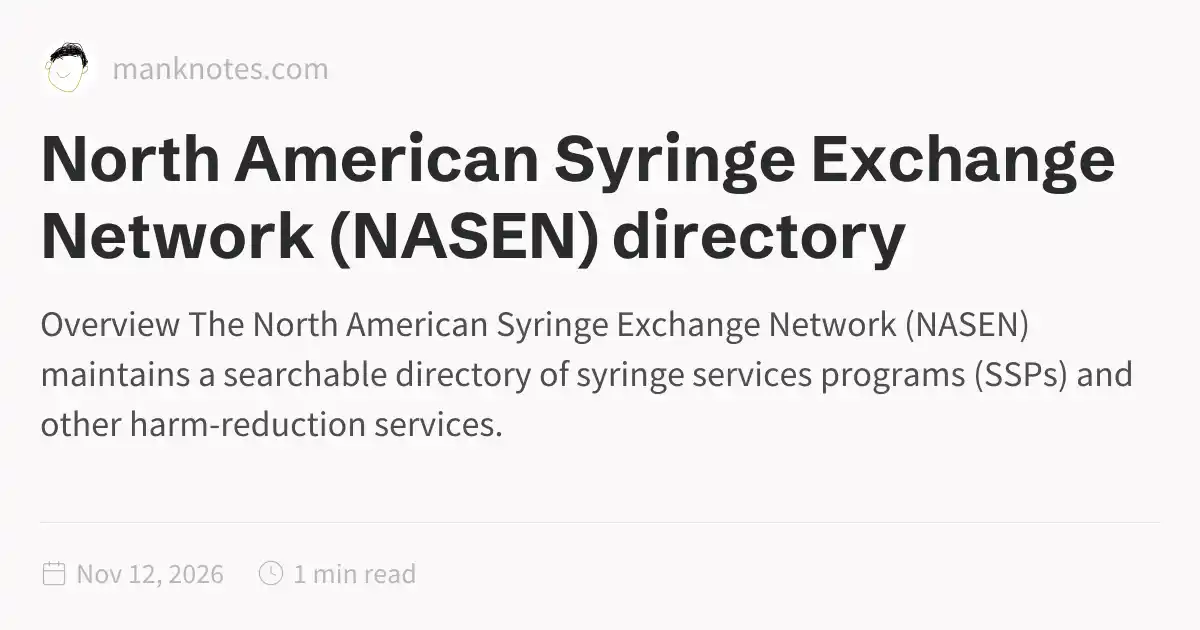 manknotes.com
North American Syringe Exchange
Network (NASEN) directory
Overview The North American Syringe Exchange Network (NASEN)
maintains a searchable directory of syringe services programs (SSPs) and
other harm-reduction services.
Nov 12, 2026 1 min read